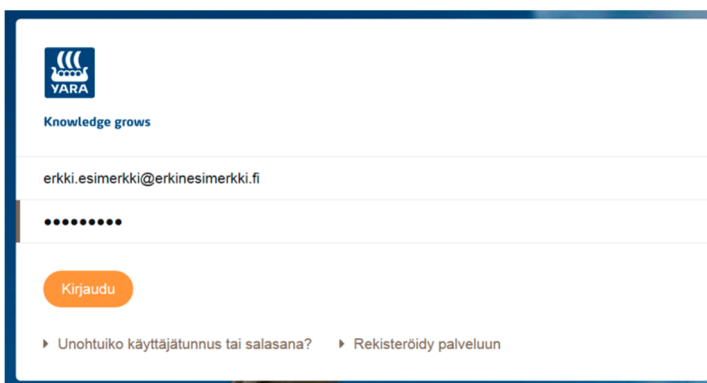 YARA
Knowledge grows
erkki.esimerkki@erkinesimerkki.fi
•••••••••
Kirjaudu
Unohtuiko käyttäjätunnus tai salasana? Rekisteröidy palveluun